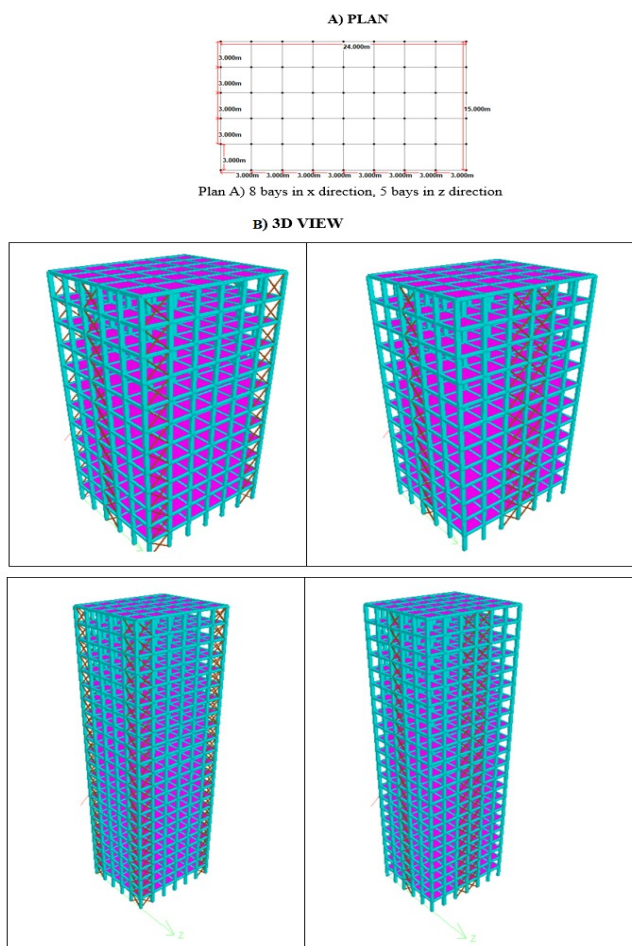 A) PLAN
24.000m
3.000m
3.000m
3.000m
15.000m
3.000m
3.000m
3.000m 3.000m 3.000m 3.000m 3.000m 3.000m 3.000m 3.000m
Plan A) 8 bays in x direction, 5 bays in z direction
B) 3D VIEW
Z
Z